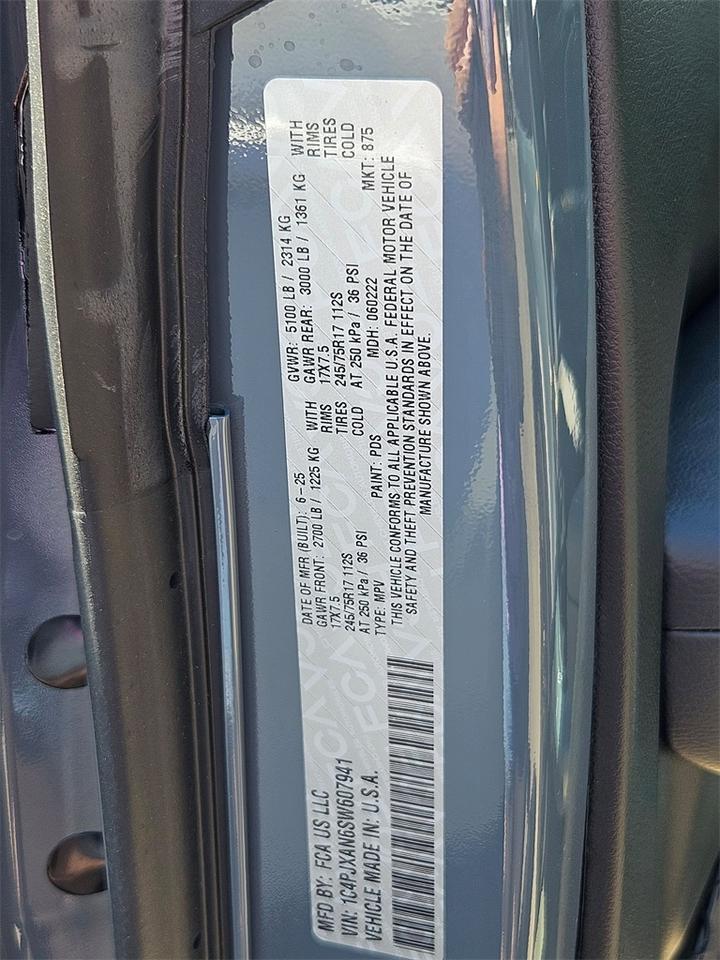 MFD BY: FCA US LLC
VIN: 1C4PJXAN6SW607941
VEHICLE MADE IN: U.S.A.
DATE OF MFR (BUILT): 6-25 GVWR: 5100 LB / 2314 KG
GAWR FRONT: 2700 LB / 1225 KG WITH GAWR REAR: 3000 LB / 1361 KG WITH
17X7.5 RIMS 17X7.5 RIMS
245/75R17 112S TIRES 245/75R17 112S TIRES
AT 250 kPa / 36 PSI COLD AT 250 kPa / 36 PSI COLD
TYPE: MPV PAINT: PDS MDH: 060222 MKT: 875
THIS VEHICLE CONFORMS TO ALL APPLICABLE U.S.A. FEDERAL MOTOR VEHICLE
SAFETY AND THEFT PREVENTION STANDARDS IN EFFECT ON THE DATE OF
MANUFACTURE SHOWN ABOVE.